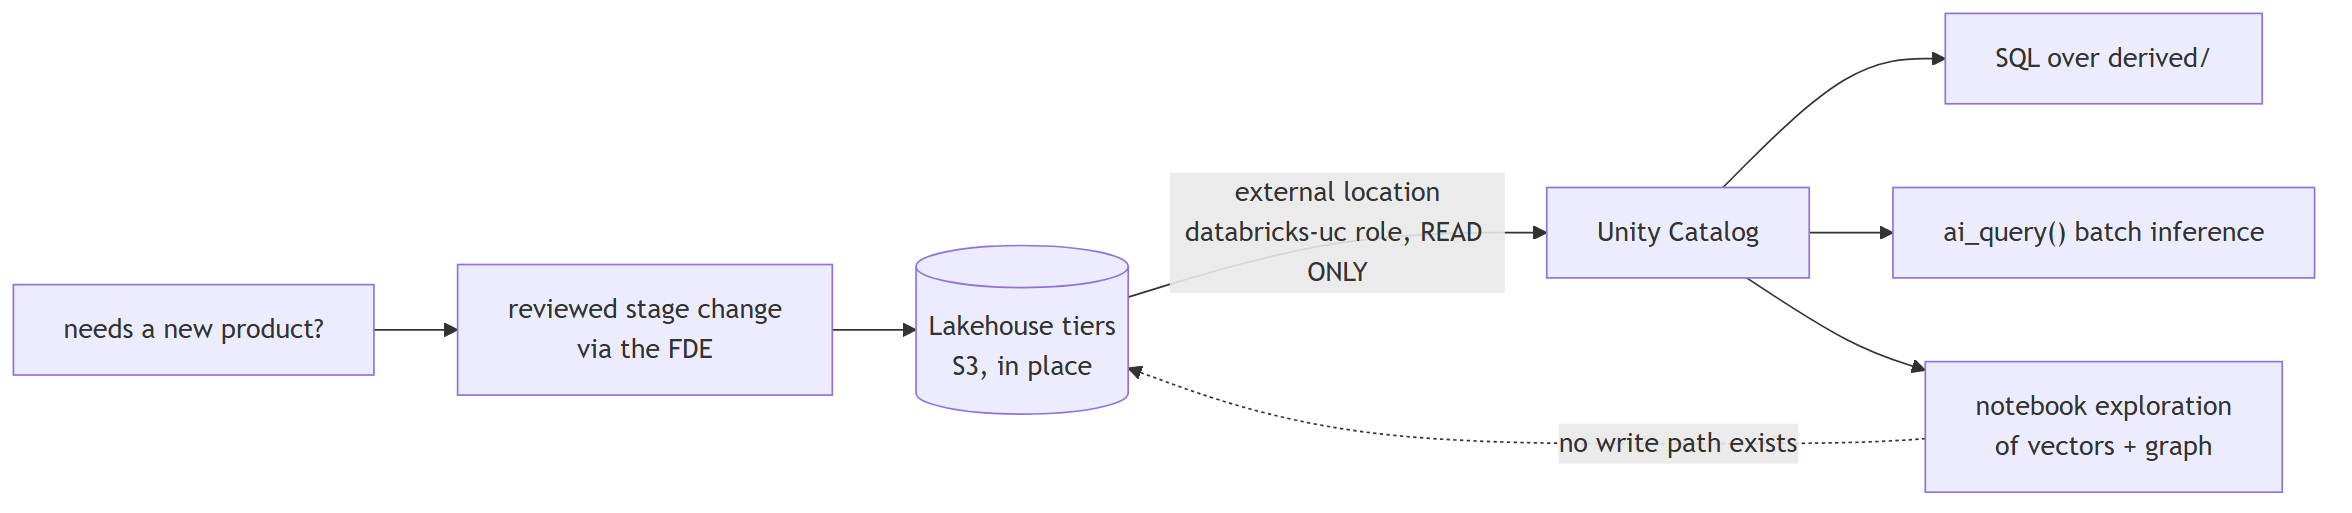 needs a new product?
reviewed stage change
via the FDE
Lakehouse tiers
S3, in place
external location
databricks-uc role, READ
ONLY
Unity Catalog
SQL over derived/
ai_query() batch inference
notebook exploration
of vectors + graph
no write path exists